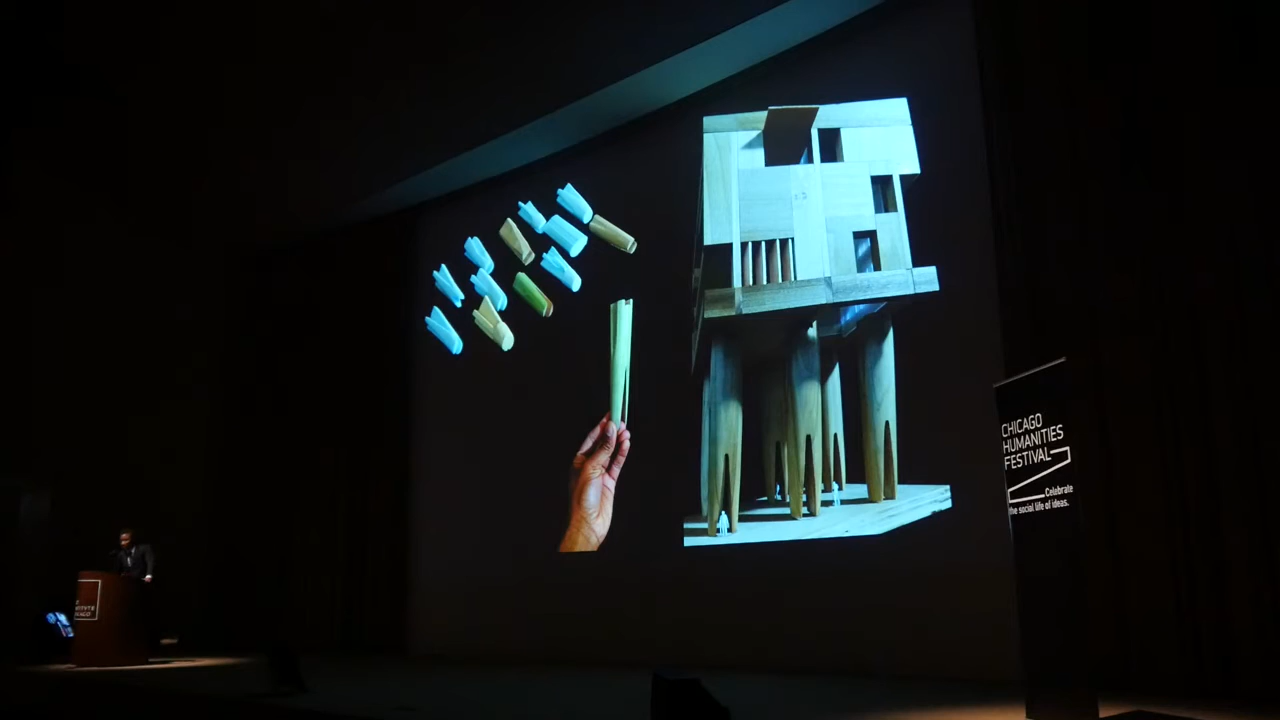 CHICAGO
HUMANITIES
FESTIVAL
Celebrate
the social life of ideas.